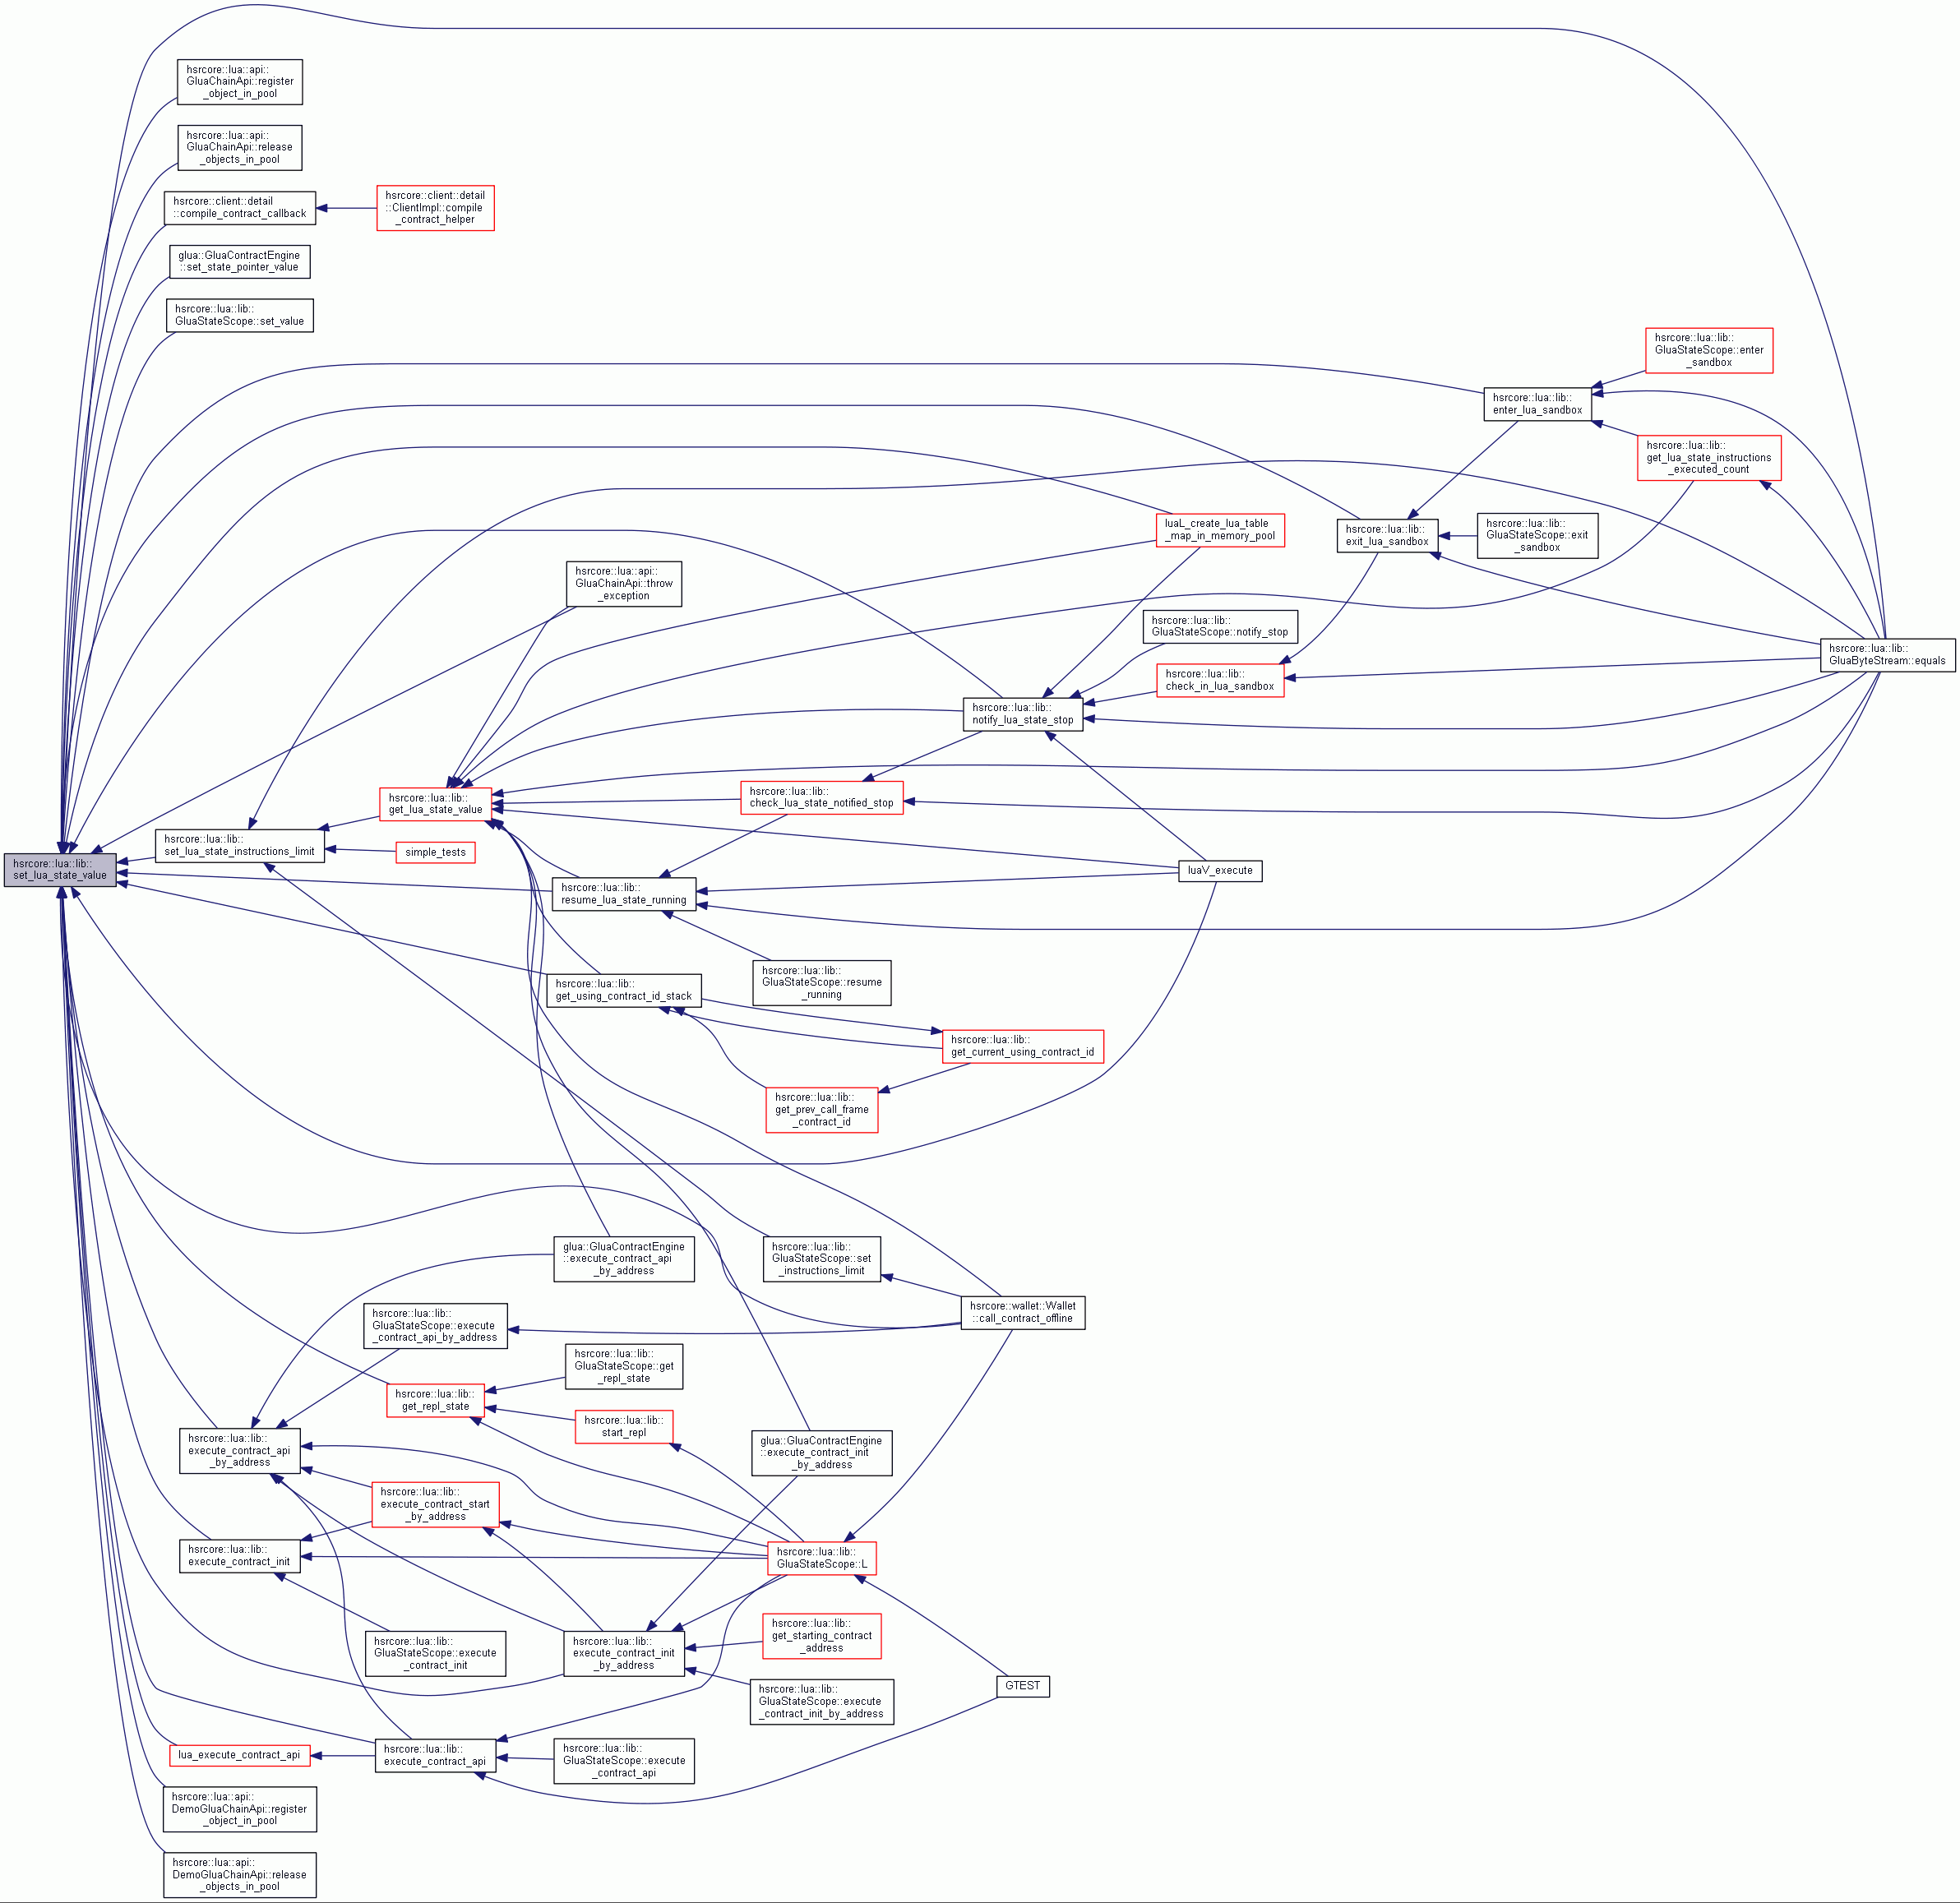 hsrcore::lua::api::
GluaChainApi::register
_object_in_pool
hsrcore::lua::api::
GluaChainApi::release
_objects_in_pool
hsrcore::client::detail
::compile_contract_callback
hsrcore::client::detail
::ClientImpl::compile
_contract_helper
glua::GluaContractEngine
::set_state_pointer_value
hsrcore::lua::lib::
GluaStateScope::set_value
hsrcore::lua::lib::
GluaStateScope::enter
_sandbox
hsrcore::lua::lib::
enter_lua_sandbox
hsrcore::lua::lib::
get_lua_state_instructions
_executed_count
luaL_create_lua_table
_map_in_memory_pool
hsrcore::lua::lib::
exit_lua_sandbox
hsrcore::lua::lib::
GluaStateScope::exit
_sandbox
hsrcore::lua::api::
GluaChainApi::throw
_exception
hsrcore::lua::lib::
GluaStateScope::notify_stop
hsrcore::lua::lib::
GluaByteStream::equals
hsrcore::lua::lib::
check_in_lua_sandbox
hsrcore::lua::lib::
notify_lua_state_stop
hsrcore::lua::lib::
get_lua_state_value
hsrcore::lua::lib::
check_lua_state_notified_stop
hsrcore::lua::lib::
set_lua_state_instructions_limit
simple_tests
hsrcore::lua::lib::
set_lua_state_value
luaV_execute
hsrcore::lua::lib::
resume_lua_state_running
hsrcore::lua::lib::
GluaStateScope::resume
_running
hsrcore::lua::lib::
get_using_contract_id_stack
hsrcore::lua::lib::
get_current_using_contract_id
hsrcore::lua::lib::
get_prev_call_frame
_contract_id
glua::GluaContractEngine
::execute_contract_api
_by_address
hsrcore::lua::lib::
GluaStateScope::set
_instructions_limit
hsrcore::wallet::Wallet
::call_contract_offline
hsrcore::lua::lib::
GluaStateScope::execute
_contract_api_by_address
hsrcore::lua::lib::
GluaStateScope::get
_repl_state
hsrcore::lua::lib::
get_repl_state
hsrcore::lua::lib::
start_repl
hsrcore::lua::lib::
execute_contract_api
_by_address
glua::GluaContractEngine
::execute_contract_init
_by_address
hsrcore::lua::lib::
execute_contract_start
_by_address
hsrcore::lua::lib::
execute_contract_init
hsrcore::lua::lib::
GluaStateScope::L
hsrcore::lua::lib::
GluaStateScope::execute
_contract_init
hsrcore::lua::lib::
execute_contract_init
_by_address
hsrcore::lua::lib::
get_starting_contract
_address
hsrcore::lua::lib::
GluaStateScope::execute
_contract_init_by_address
GTEST
lua_execute_contract_api
hsrcore::lua::lib::
execute_contract_api
hsrcore::lua::lib::
GluaStateScope::execute
_contract_api
hsrcore::lua::api::
DemoGluaChainApi::register
_object_in_pool
hsrcore::lua::api::
DemoGluaChainApi::release
_objects_in_pool